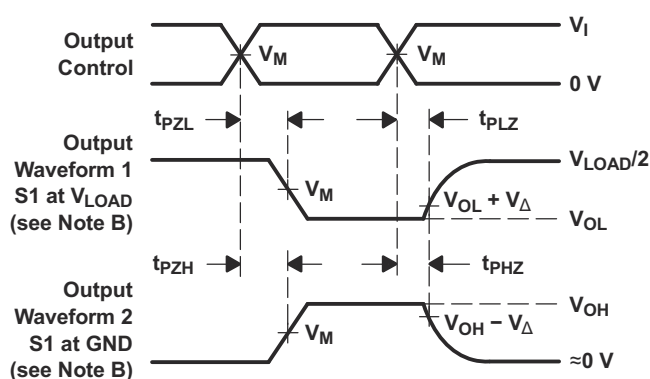 Output
Control
V_M
V_M
V_I
0 V
t_PZL
t_PLZ
Output
Waveform 1
S1 at V_LOAD
(see Note B)
V_M
V_LOAD/2
V_OL + V_Δ
V_OL
t_PZH
t_PHZ
Output
Waveform 2
S1 at GND
(see Note B)
V_M
V_OH
V_OH − V_Δ
≈0 V